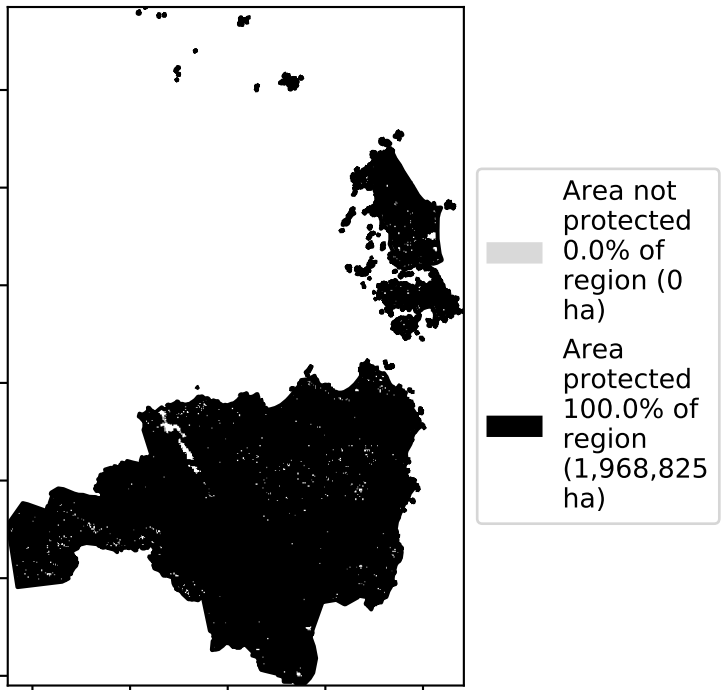 Area not
protected
0.0% of
region (0
ha)
Area
protected
100.0% of
region
(1,968,825
ha)